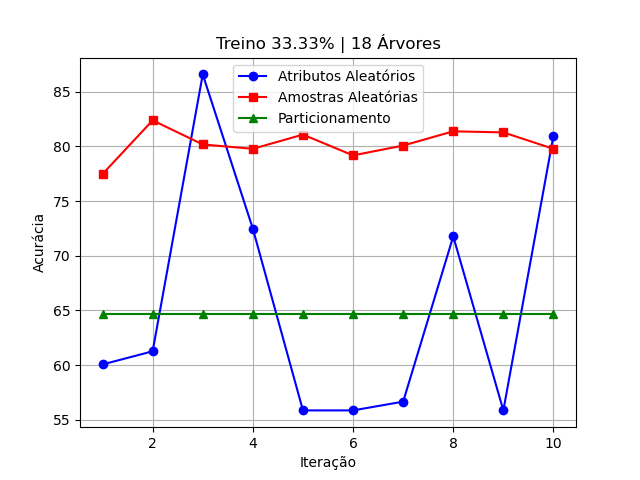 Treino 33.33% | 18 Árvores
Atributos Aleatórios
Amostras Aleatórias
Particionamento
Acurácia
85
80
75
70
65
60
55
2 4 6 8 10
Iteração